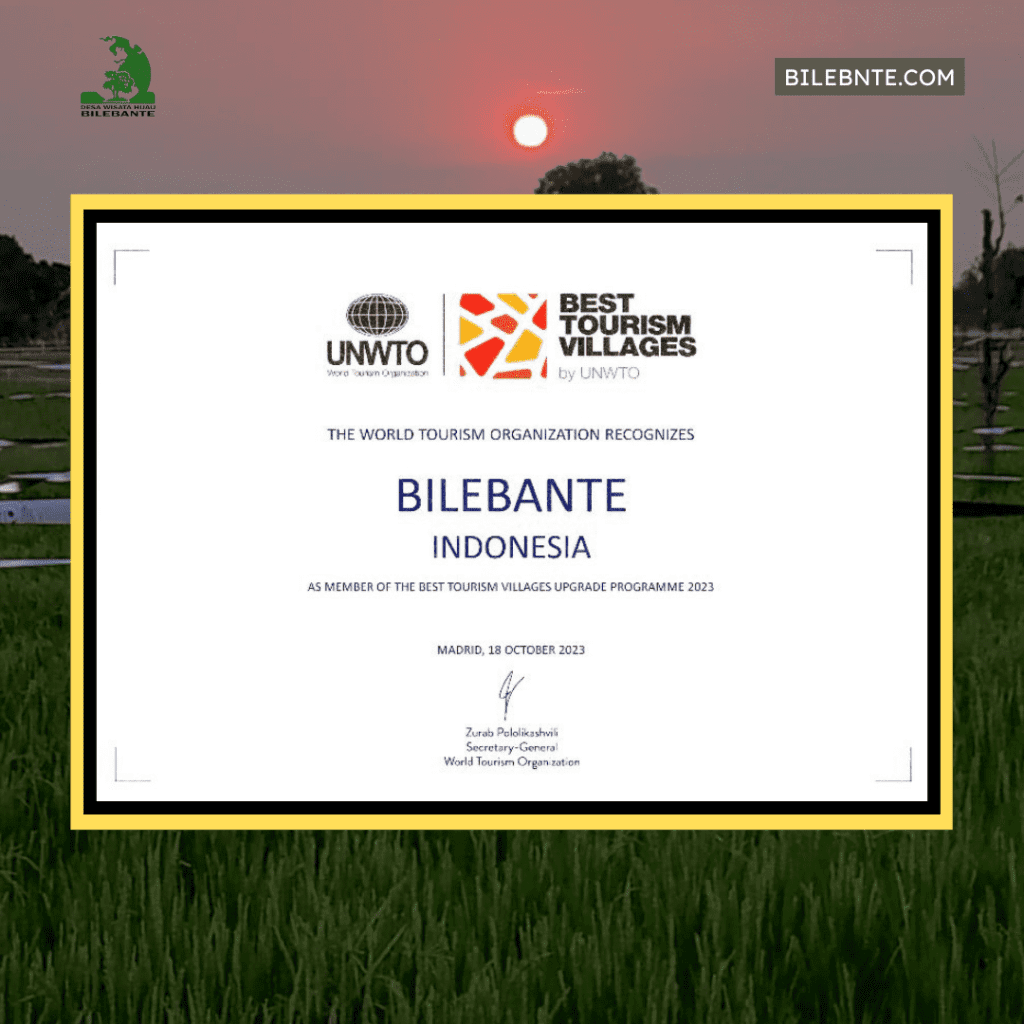 DESA WISATA HIJAU
BILEBANTE
BILEBNTE.COM
UNWTO
World Tourism Organization
BEST
TOURISM
VILLAGES
by UNWTO
THE WORLD TOURISM ORGANIZATION RECOGNIZES
BILEBANTE
INDONESIA
AS MEMBER OF THE BEST TOURISM VILLAGES UPGRADE PROGRAMME 2023
MADRID, 18 OCTOBER 2023
Zurab Pololikashvili
Secretary-General
World Tourism Organization